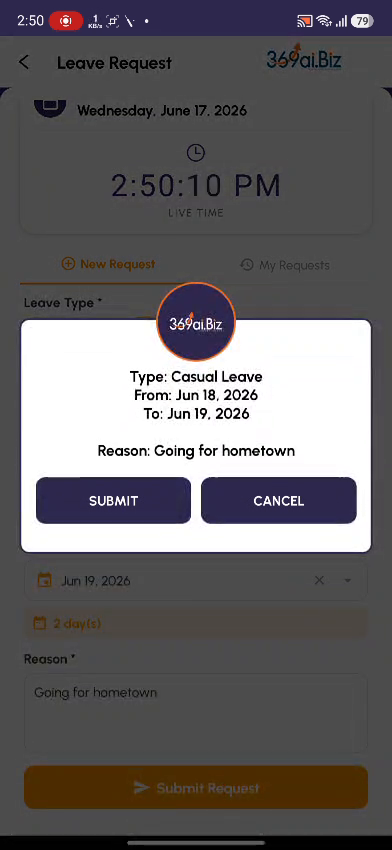 2:50
1
KB/s
79
Leave Request
369ai.Biz
Wednesday, June 17, 2026
2:50:10 PM
LIVE TIME
New Request
My Requests
Leave Type *
369ai.Biz
Type: Casual Leave
From: Jun 18, 2026
To: Jun 19, 2026
Reason: Going for hometown
SUBMIT
CANCEL
Jun 19, 2026
2 day(s)
Reason *
Going for hometown
Submit Request